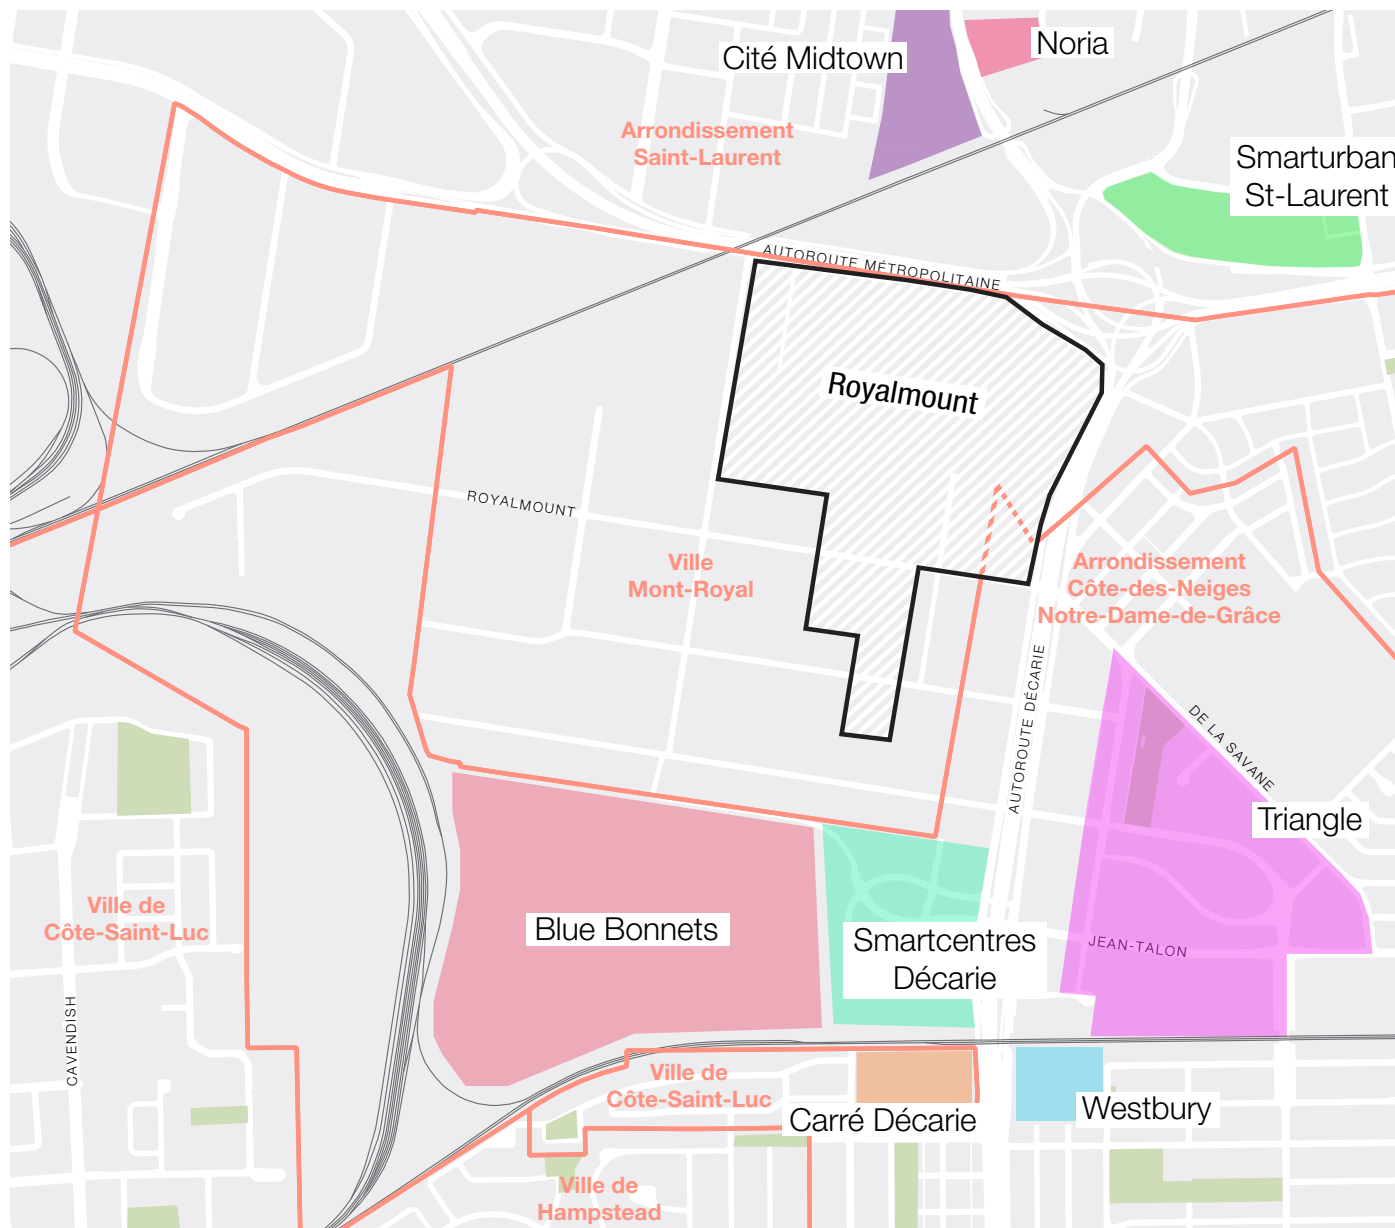 Noria
Cité Midtown
Arrondissement
Saint-Laurent
Smarturban
St-Laurent
AUTOROUTE MÉTROPOLITAINE
Royalmount
ROYALMOUNT
Ville
Mont-Royal
Arrondissement
Côte-des-Neiges
Notre-Dame-de-Grâce
AUTOROUTE DÉCARIE
DE LA SAVANE
Triangle
Ville de
Côte-Saint-Luc
Blue Bonnets
Smartcentres
Décarie
JEAN-TALON
CAVENDISH
Ville de
Côte-Saint-Luc
Carré Décarie
Westbury
Ville de
Hampstead